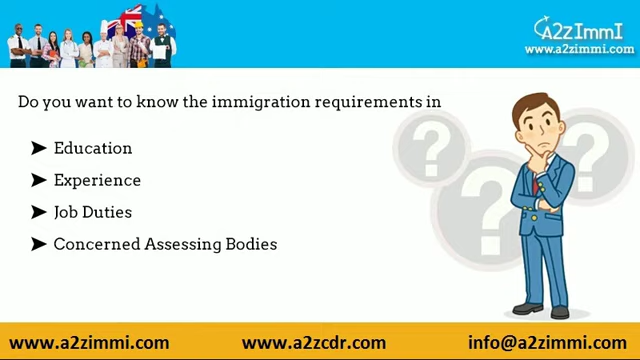 A2ZImmI
www.a2zimmi.com
Do you want to know the immigration requirements in
Education
Experience
Job Duties
Concerned Assessing Bodies
www.a2zimmi.com
www.a2zcdr.com
info@a2zimmi.com